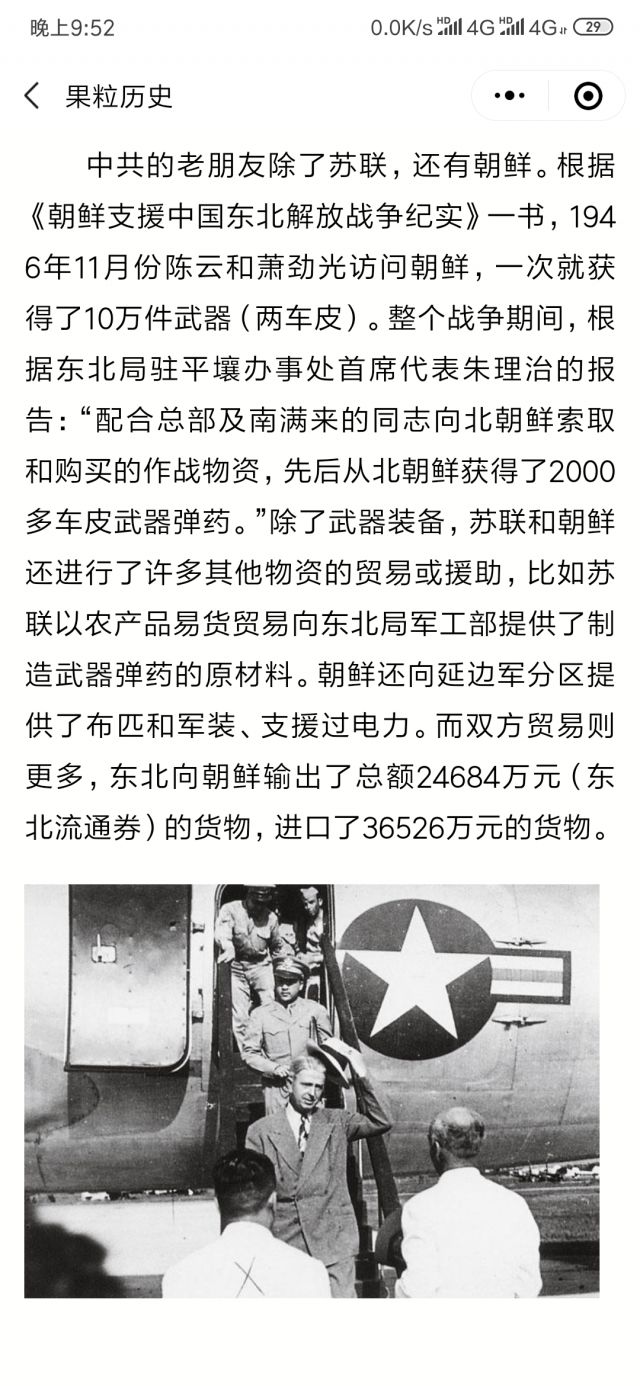 晚上9:52
0.0K/s HD 4G HD 4G 29
果粒历史
中共的老朋友除了苏联，还有朝鲜。根据
《朝鲜支援中国东北解放战争纪实》一书，194
6年11月份陈云和萧劲光访问朝鲜，一次就获
得了10万件武器（两车皮）。整个战争期间，根
据东北局驻平壤办事处首席代表朱理治的报
告：“配合总部及南满来的同志向北朝鲜索取
和购买的作战物资，先后从北朝鲜获得了2000
多车皮武器弹药。”除了武器装备，苏联和朝鲜
还进行了许多其他物资的贸易或援助，比如苏
联以农产品易货贸易向东北局军工部提供了制
造武器弹药的原材料。朝鲜还向延边军分区提
供了布匹和军装、支援过电力。而双方贸易则
更多，东北向朝鲜输出了总额24684万元（东
北流通券）的货物，进口了36526万元的货物。